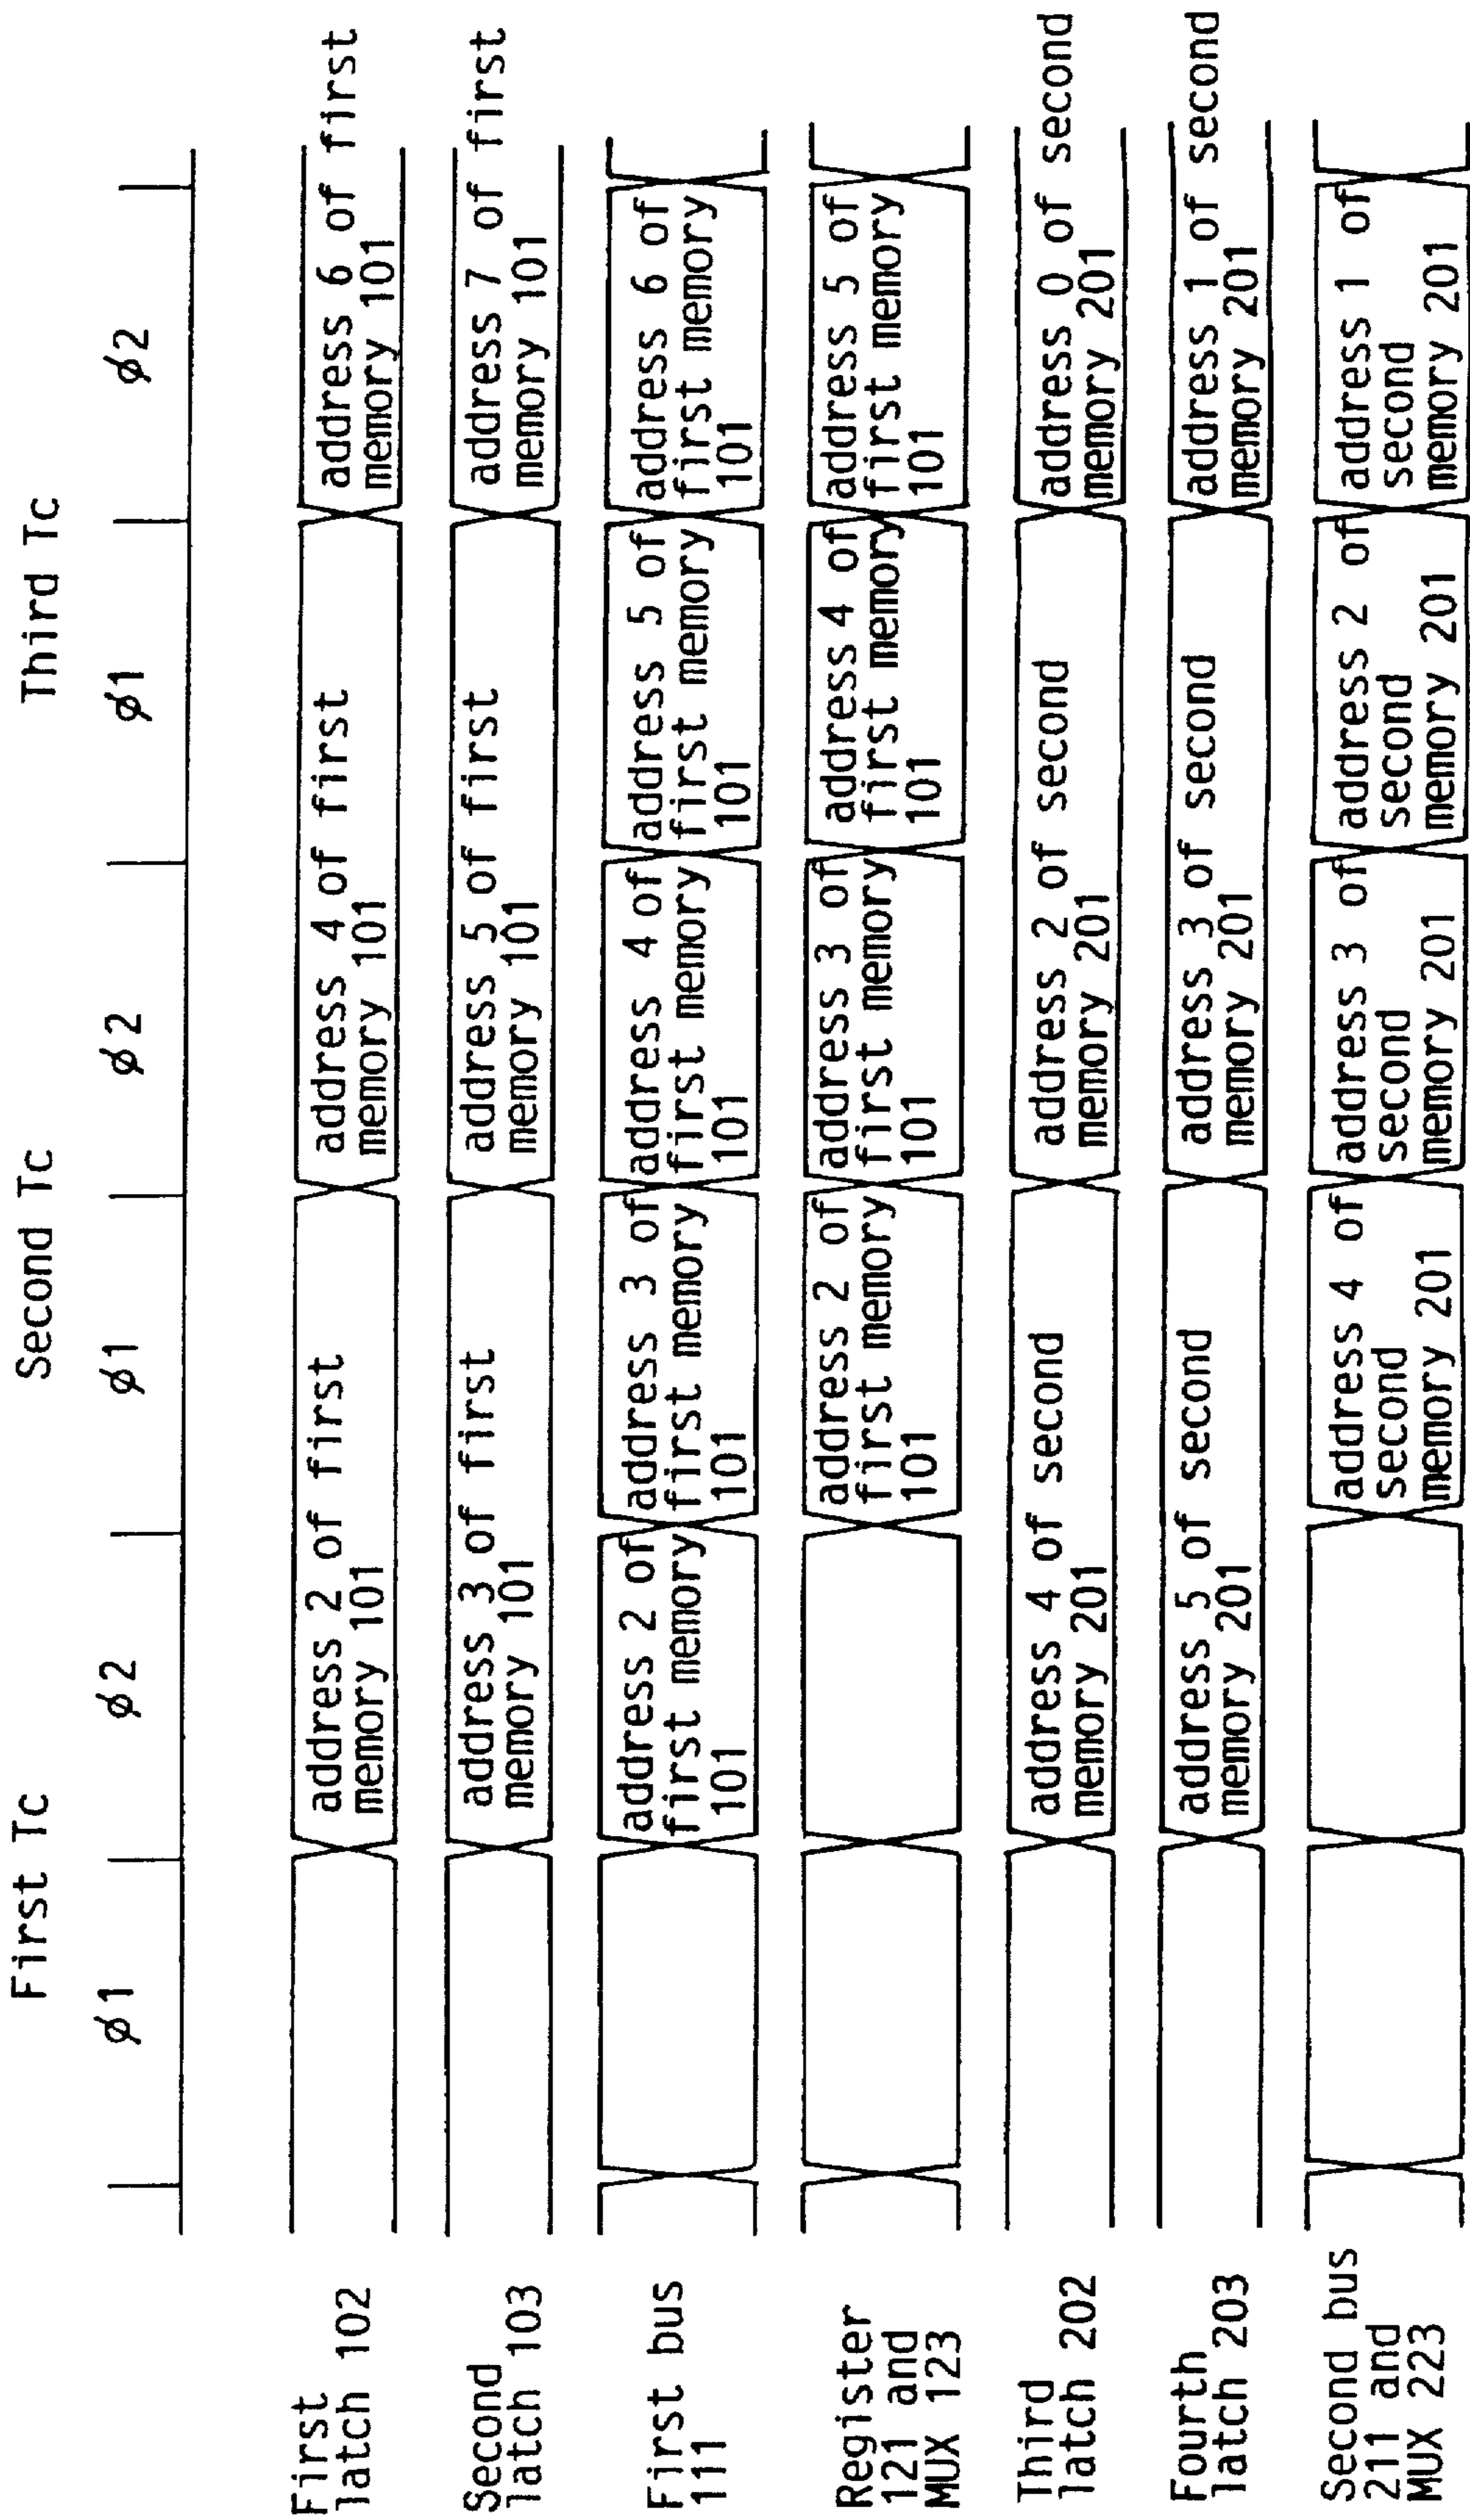 First Tc Second Tc Third Tc
ϕ1 ϕ2 ϕ1 ϕ2 ϕ1 ϕ2
First
latch 102
address 2 of first
memory 101
address 4 of first
memory 101
address 6 of first
memory 101
Second
latch 103
address 3 of first
memory 101
address 5 of first
memory 101
address 7 of first
memory 101
First bus
111
address 2 of
first memory
101
address 3 of
first memory
101
address 4 of
first memory
101
address 5 of
first memory
101
address 6 of
first memory
101
Register
121 and
MUX 123
address 2 of
first memory
101
address 3 of
first memory
101
address 4 of
first memory
101
address 5 of
first memory
101
Third
latch 202
address 4 of second
memory 201
address 2 of second
memory 201
address 0 of second
memory 201
Fourth
latch 203
address 5 of second
memory 201
address 3 of second
memory 201
address 1 of second
memory 201
Second bus
211 and
MUX 223
address 4 of
second
memory 201
address 3 of
second
memory 201
address 2 of
second
memory 201
address 1 of
second
memory 201